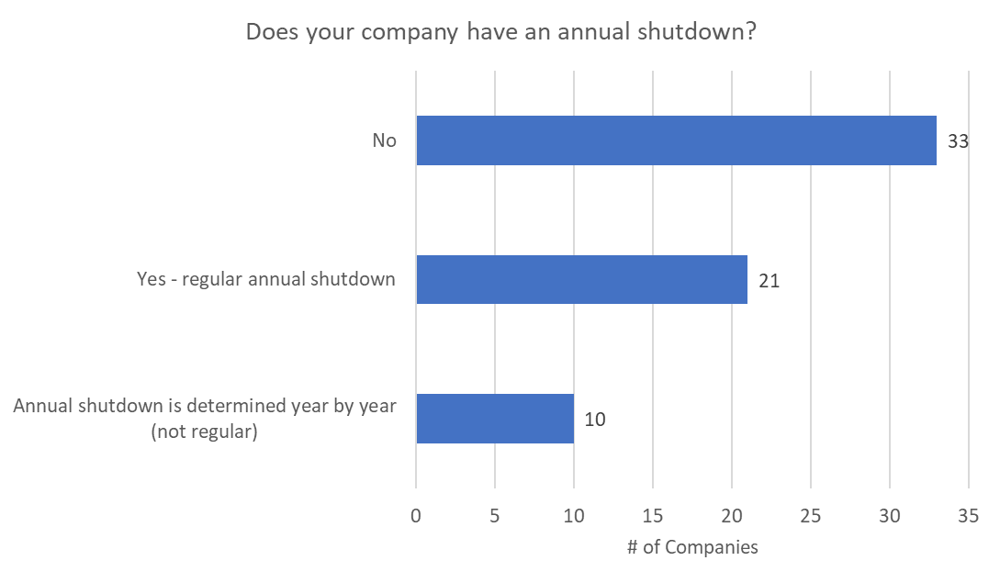 Does your company have an annual shutdown?
No
33
Yes - regular annual shutdown
21
Annual shutdown is determined year by year
(not regular)
10
0 5 10 15 20 25 30 35
# of Companies